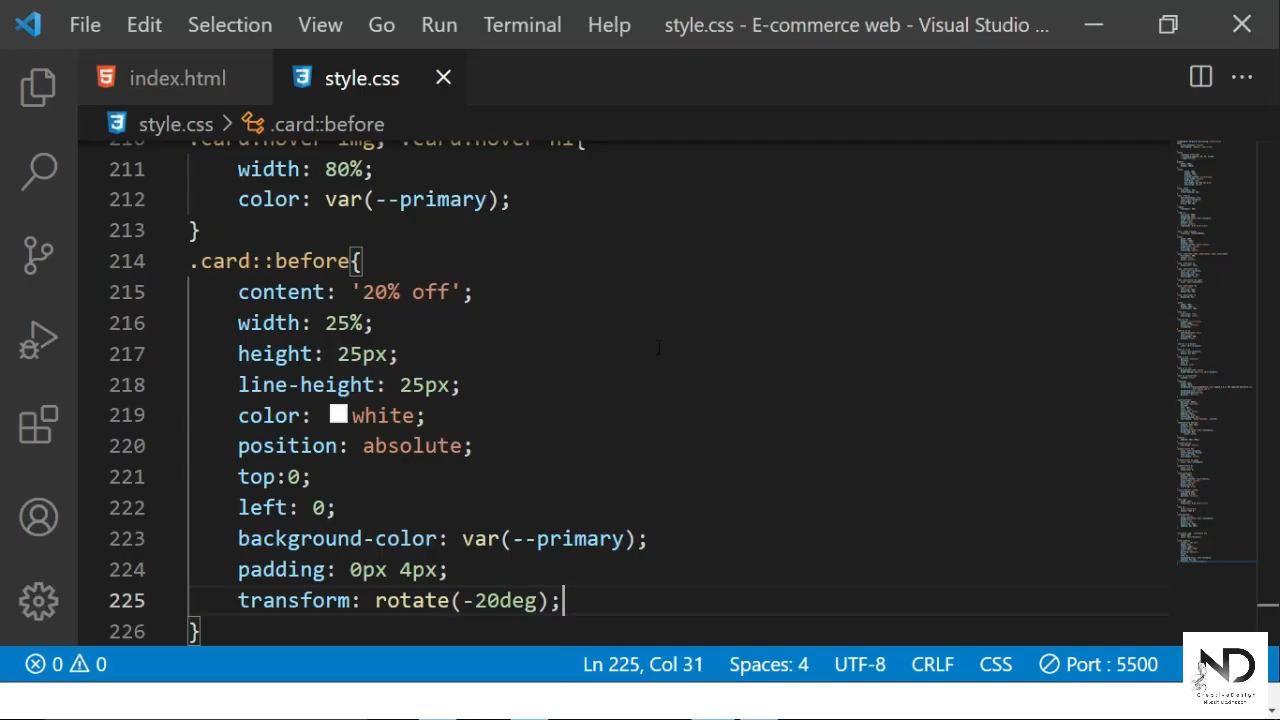 File Edit Selection View Go Run Terminal Help style.css - E-commerce web - Visual Studio ...
index.html style.css
style.css > .card::before
210 .card:hover img, .card:hover h1{
211 width: 80%;
212 color: var(--primary);
213 }
214 .card::before{
215 content: '20% off';
216 width: 25%;
217 height: 25px;
218 line-height: 25px;
219 color: white;
220 position: absolute;
221 top:0;
222 left: 0;
223 background-color: var(--primary);
224 padding: 0px 4px;
225 transform: rotate(-20deg);
226 }
0 0 Ln 225, Col 31 Spaces: 4 UTF-8 CRLF CSS Port : 5500
ND
CreativeDesign